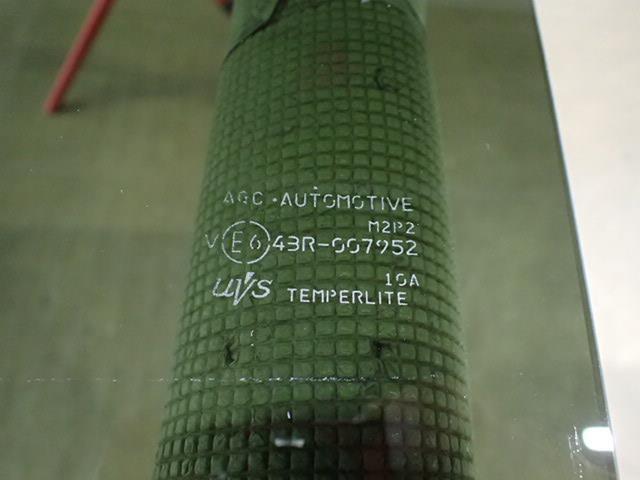 AGC • AUTOMOTIVE
M2P2
V E6 43R-007952
UVS 10A
TEMPERLITE